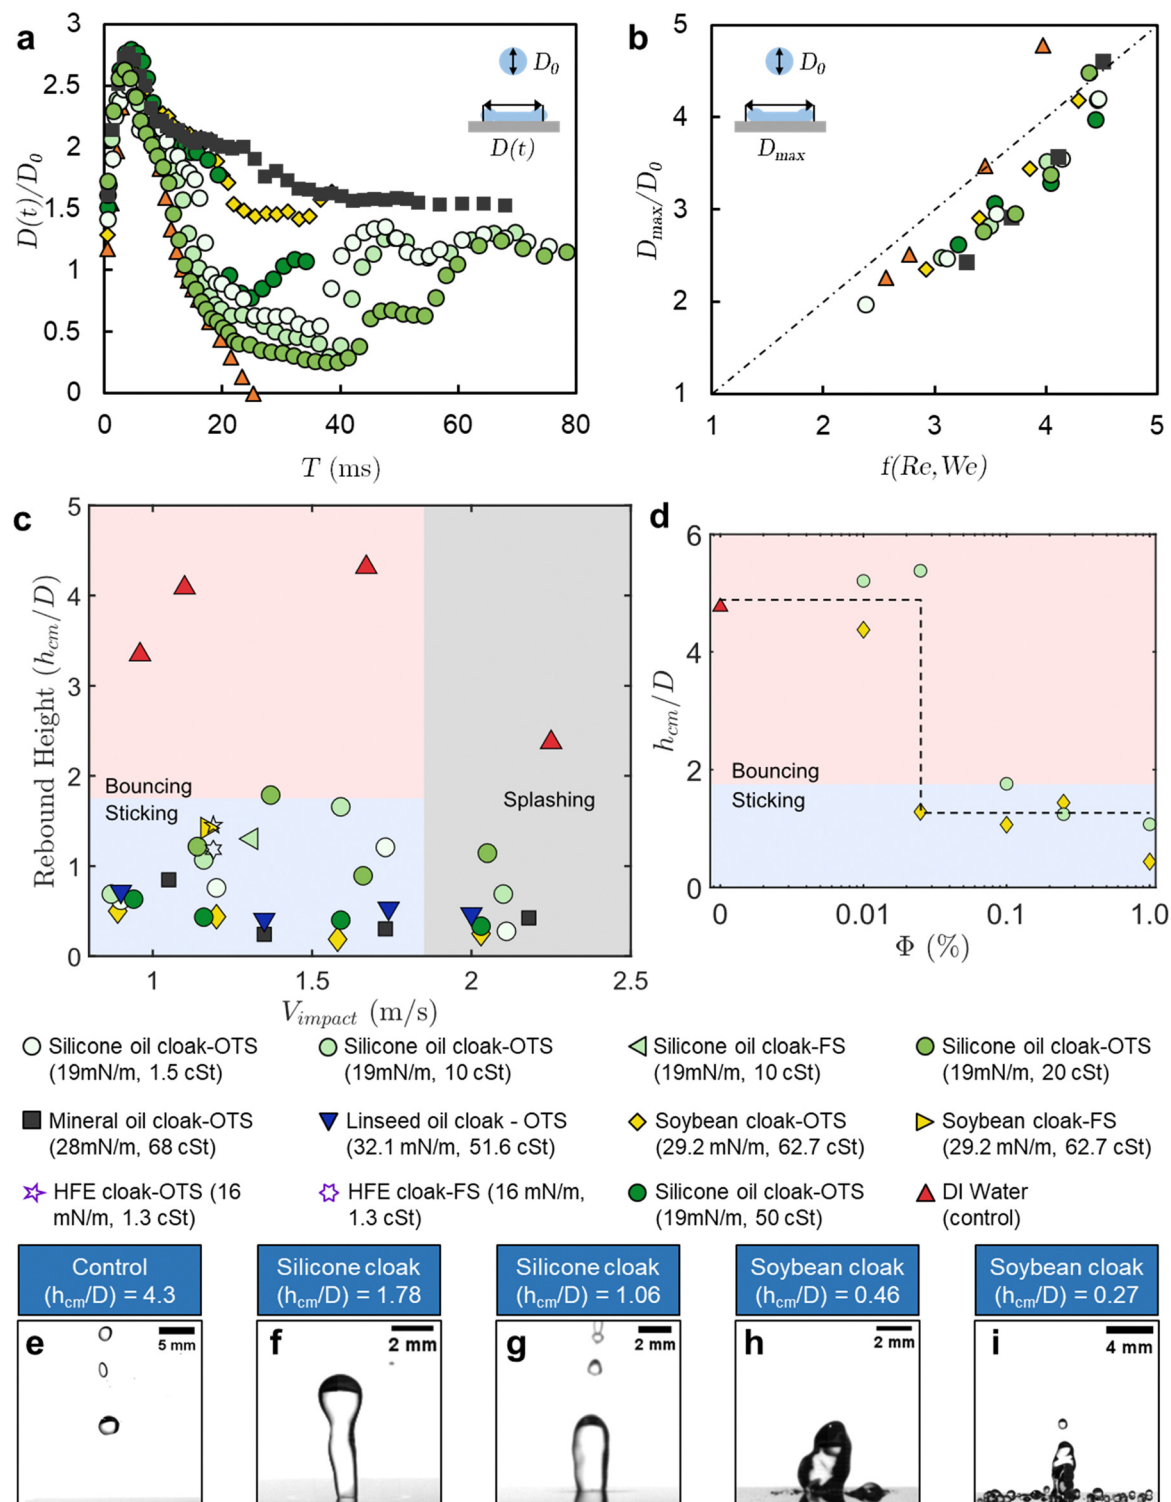 a
3
2.5
2
1.5
1
0.5
0
D(t)/D0
0 20 40 60 80
T (ms)
D0
D(t)
b
5
4
3
2
1
Dmax/D0
1 2 3 4 5
f(Re, We)
D0
Dmax
c
5
4
3
2
1
0
Rebound Height (hcm/D)
Bouncing
Sticking
Splashing
1 1.5 2 2.5
Vimpact (m/s)
d
6
4
2
0
hcm/D
Bouncing
Sticking
0 0.01 0.1 1.0
Φ (%)
Silicone oil cloak-OTS
(19mN/m, 1.5 cSt)
Silicone oil cloak-OTS
(19mN/m, 10 cSt)
Silicone oil cloak-FS
(19mN/m, 10 cSt)
Silicone oil cloak-OTS
(19mN/m, 20 cSt)
Mineral oil cloak-OTS
(28mN/m, 68 cSt)
Linseed oil cloak - OTS
(32.1 mN/m, 51.6 cSt)
Soybean cloak-OTS
(29.2 mN/m, 62.7 cSt)
Soybean cloak-FS
(29.2 mN/m, 62.7 cSt)
HFE cloak-OTS (16
mN/m, 1.3 cSt)
HFE cloak-FS (16 mN/m,
1.3 cSt)
Silicone oil cloak-OTS
(19mN/m, 50 cSt)
DI Water
(control)
Control
(hcm/D) = 4.3
Silicone cloak
(hcm/D) = 1.78
Silicone cloak
(hcm/D) = 1.06
Soybean cloak
(hcm/D) = 0.46
Soybean cloak
(hcm/D) = 0.27
e
5 mm
f
2 mm
g
2 mm
h
2 mm
i
4 mm